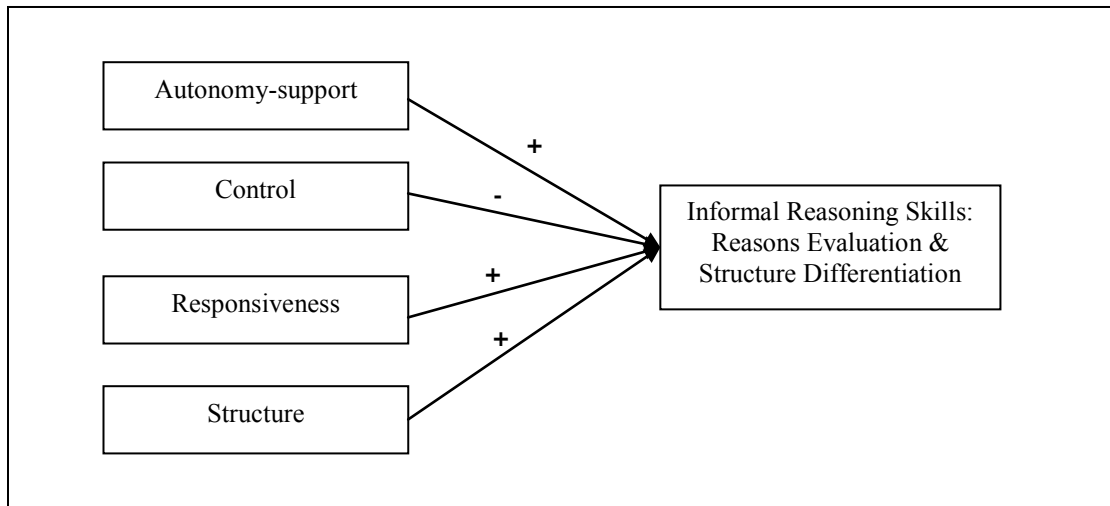 Autonomy-support
+
Control
-
Informal Reasoning Skills:
Reasons Evaluation &
Structure Differentiation
Responsiveness
+
+
Structure